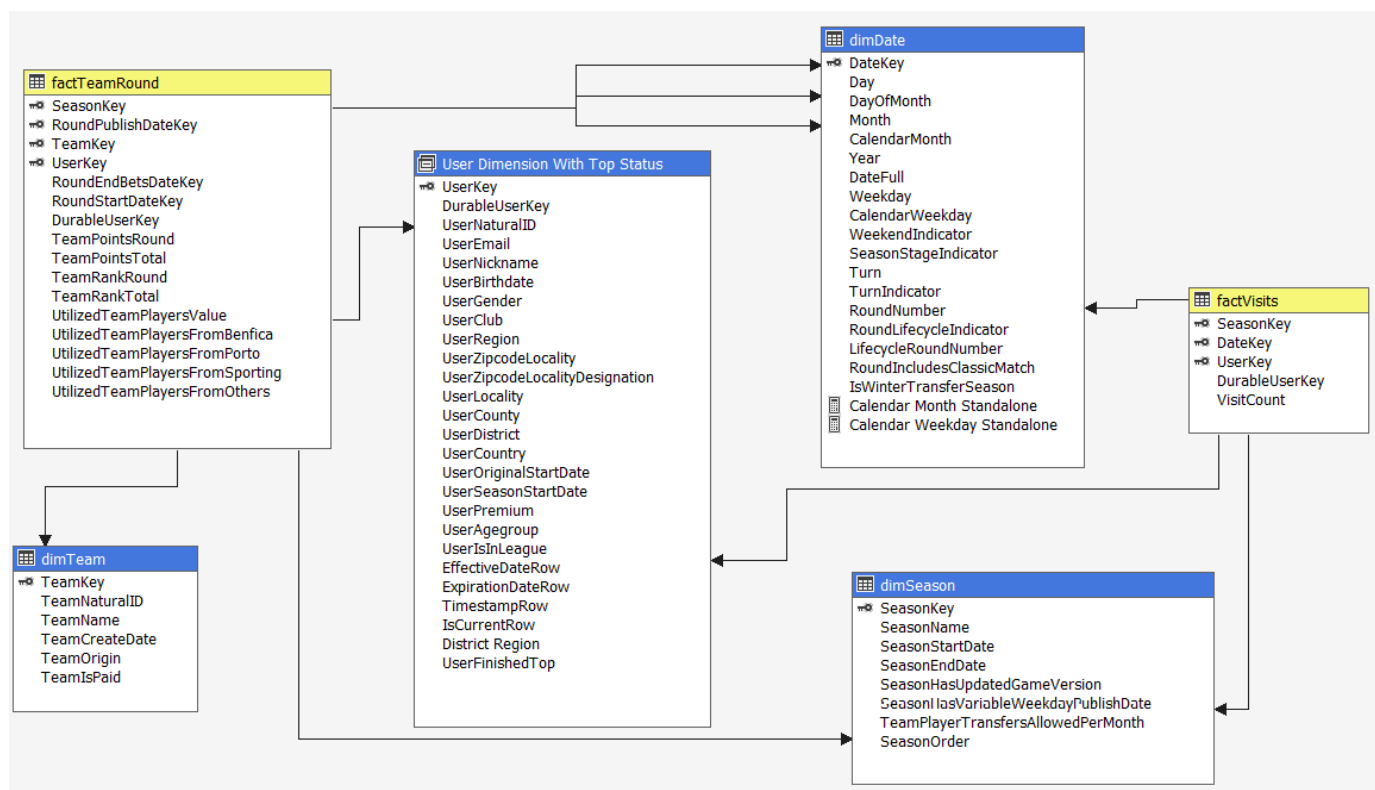 factTeamRound
SeasonKey
RoundPublishDateKey
TeamKey
UserKey
RoundEndBetsDateKey
RoundStartDateKey
DurableUserKey
TeamPointsRound
TeamPointsTotal
TeamRankRound
TeamRankTotal
UtilizedTeamPlayersValue
UtilizedTeamPlayersFromBenfica
UtilizedTeamPlayersFromPorto
UtilizedTeamPlayersFromSporting
UtilizedTeamPlayersFromOthers
dimTeam
TeamKey
TeamNaturalID
TeamName
TeamCreateDate
TeamOrigin
TeamIsPaid
User Dimension With Top Status
UserKey
DurableUserKey
UserNaturalID
UserEmail
UserNickname
UserBirthdate
UserGender
UserClub
UserRegion
UserZipcodeLocality
UserZipcodeLocalityDesignation
UserLocality
UserCounty
UserDistrict
UserCountry
UserOriginalStartDate
UserSeasonStartDate
UserPremium
UserAgegroup
UserIsInLeague
EffectiveDateRow
ExpirationDateRow
TimestampRow
IsCurrentRow
District Region
UserFinishedTop
dimDate
DateKey
Day
DayOfMonth
Month
CalendarMonth
Year
DateFull
Weekday
CalendarWeekday
WeekendIndicator
SeasonStageIndicator
Turn
TurnIndicator
RoundNumber
RoundLifecycleIndicator
LifecycleRoundNumber
RoundIncludesClassicMatch
IsWinterTransferSeason
Calendar Month Standalone
Calendar Weekday Standalone
factVisits
SeasonKey
DateKey
UserKey
DurableUserKey
VisitCount
dimSeason
SeasonKey
SeasonName
SeasonStartDate
SeasonEndDate
SeasonHasUpdatedGameVersion
SeasonHasVariableWeekdayPublishDate
TeamPlayerTransfersAllowedPerMonth
SeasonOrder